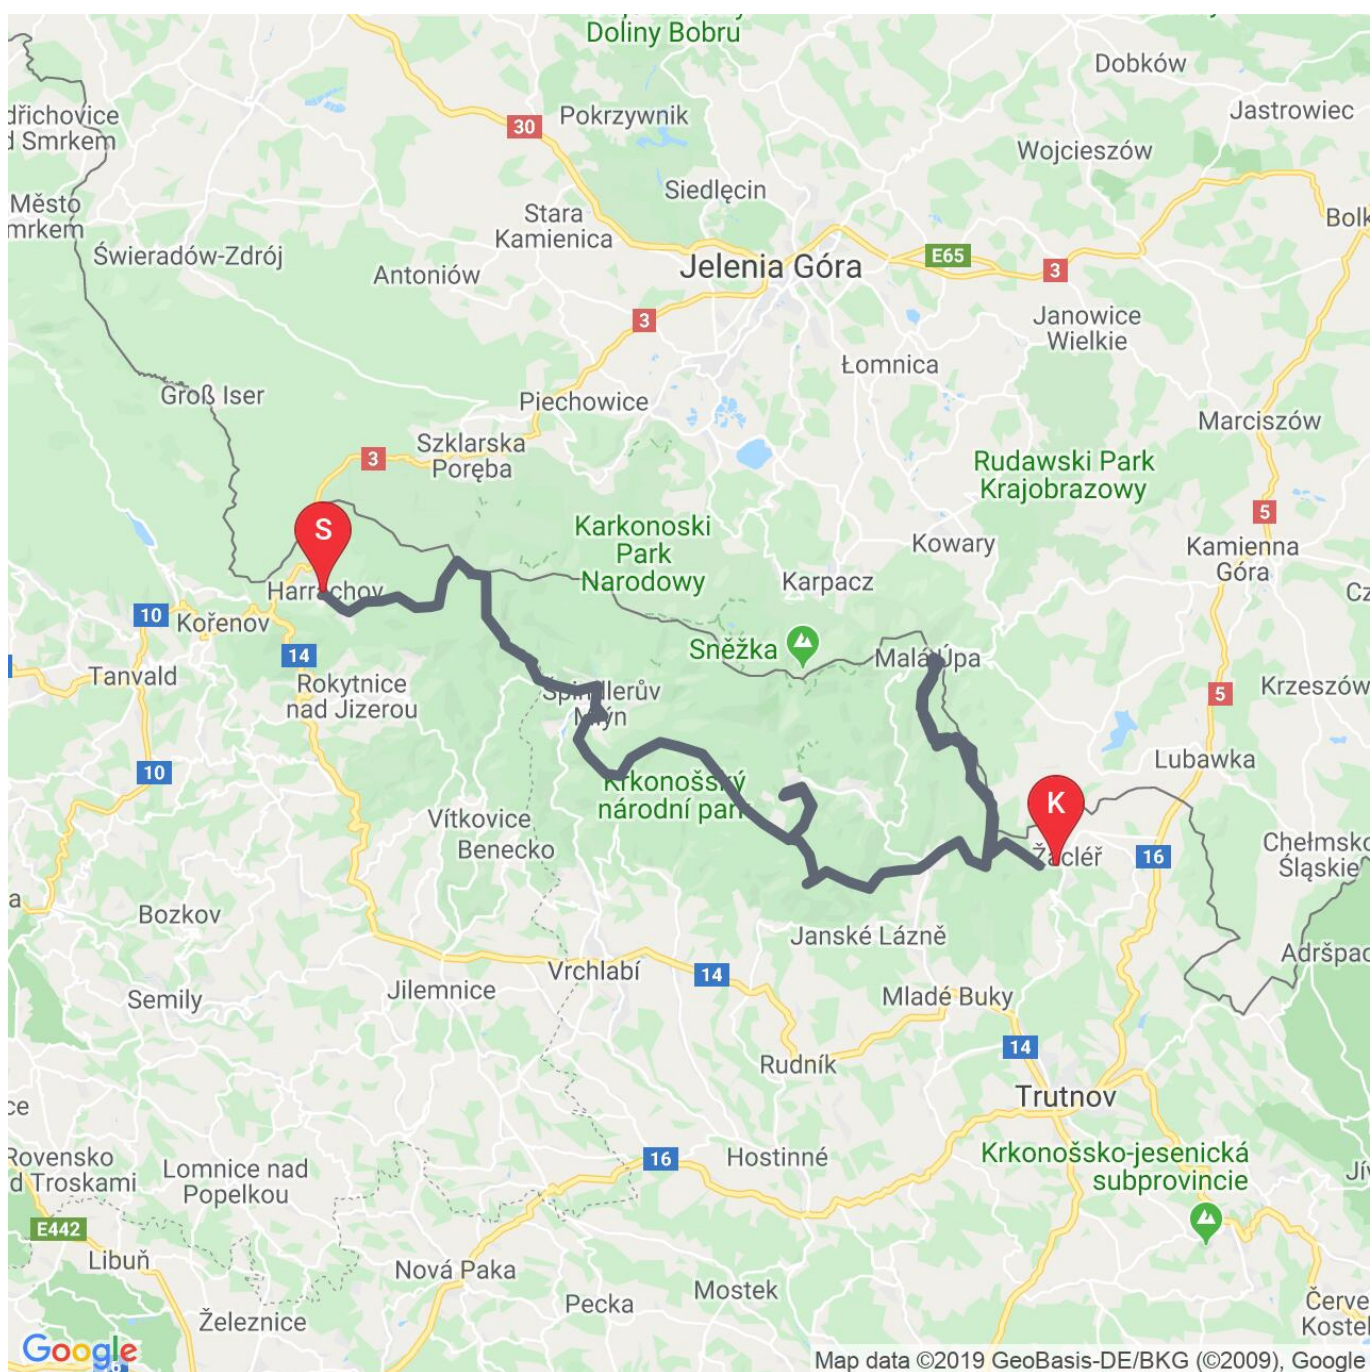 Doliny Bobru
Dobków
dřichovice
d Smrkem
30
Pokrzywnik
Jastrowiec
Wojcieszów
Město
mrkem
Siedlęcin
Stara
Kamienica
Bolk
Świeradów-Zdrój
Antoniów
Jelenia Góra
E65
3
3
Janowice
Wielkie
Łomnica
Groß Iser
Piechowice
Marciszów
3
Szklarska
Poręba
Rudawski Park
Krajobrazowy
S
5
Karkonoski
Park
Narodowy
Kowary
Kamienna
Góra
Karpacz
Harrachov
Cz
10
Kořenov
14
Sněžka
Malá Úpa
Tanvald
Rokytnice
nad Jizerou
Špindlerův
Mlýn
5
Krzeszów
10
Lubawka
Krkonošský
národní park
K
Vítkovice
Benecko
Žacléř
16
Chełmsko
Śląskie
a
Bozkov
Janské Lázně
Adršpac
Vrchlabí
14
Semily
Jilemnice
Mladé Buky
14
Rudník
Trutnov
ce
Rovensko
d Troskami
Lomnice nad
Popelkou
16
Hostinné
Krkonošsko-jesenická
subprovincie
Jív
E442
Libuň
Nová Paka
Mostek
Pecka
Železnice
Červe
Kostel
Google
Map data ©2019 GeoBasis-DE/BKG (©2009), Google